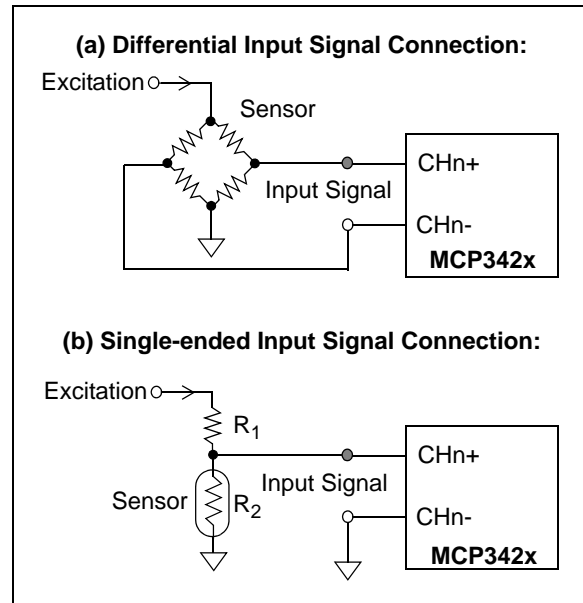 (a) Differential Input Signal Connection:
Excitation
Sensor
CHn+
Input Signal
CHn-
MCP342x
(b) Single-ended Input Signal Connection:
Excitation
R1
CHn+
Input Signal
Sensor
R2
CHn-
MCP342x